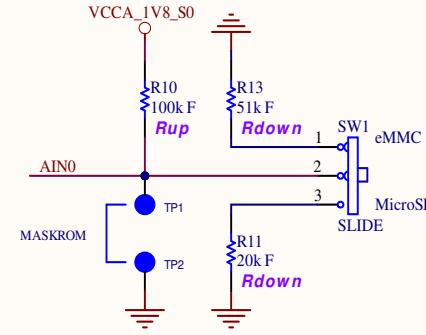 VCCA_1V8_S0
R10
100k F
Rup
R13
51k F
Rdown
SW1
1
eMMC
AIN0
2
TP1
3
MicroSI
SLIDE
MASKROM
R11
20k F
TP2
Rdown